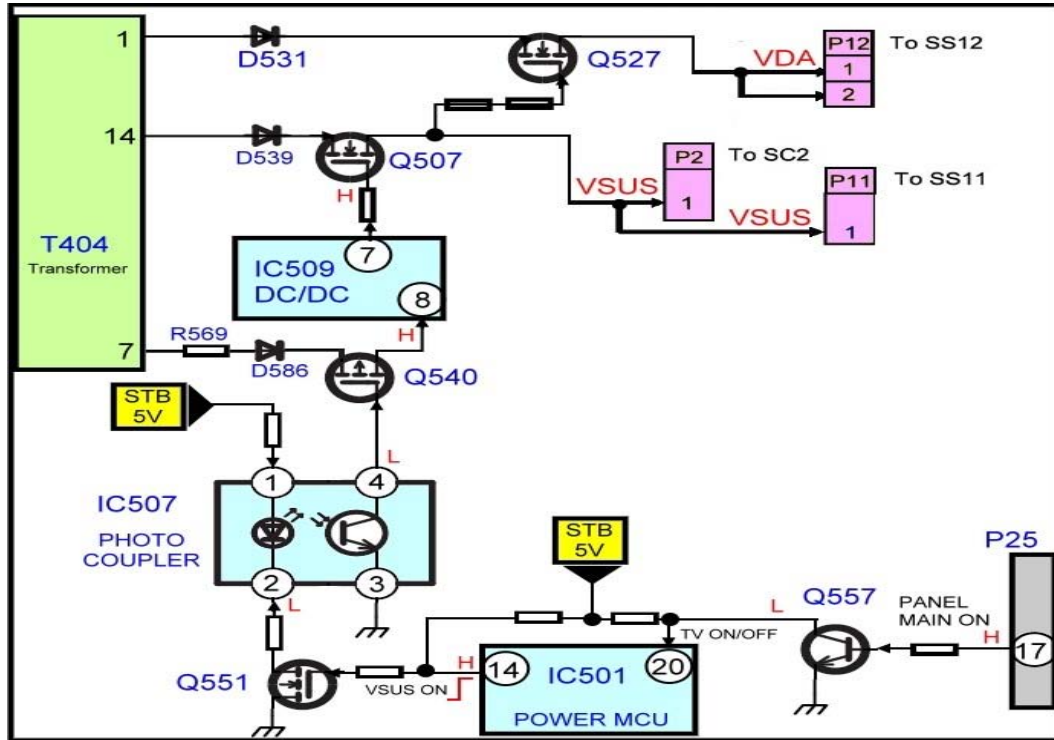 1
D531
Q527
P12
To SS12
VDA
1
2
14
D539
Q507
P2
To SC2
P11
To SS11
H
VSUS
1
VSUS
1
T404
Transformer
7
IC509
DC/DC
8
H
R569
7
D586
Q540
STB
5V
L
1
4
IC507
PHOTO
COUPLER
STB
5V
P25
2
3
L
L
Q557
PANEL
MAIN ON
TV ON/OFF
H
17
H
14
IC501
20
Q551
VSUS ON
POWER MCU